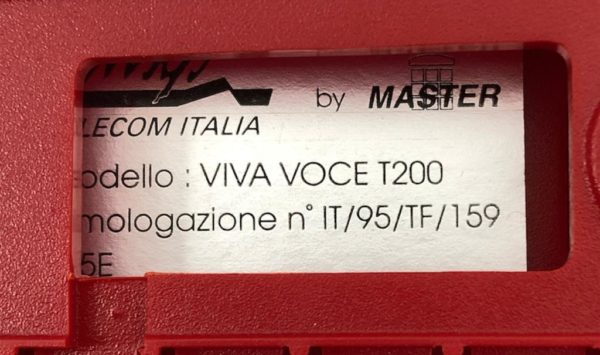 by MASTER
LECOM ITALIA
odello : VIVA VOCE T200
mologazione n° IT/95/TF/159
5E